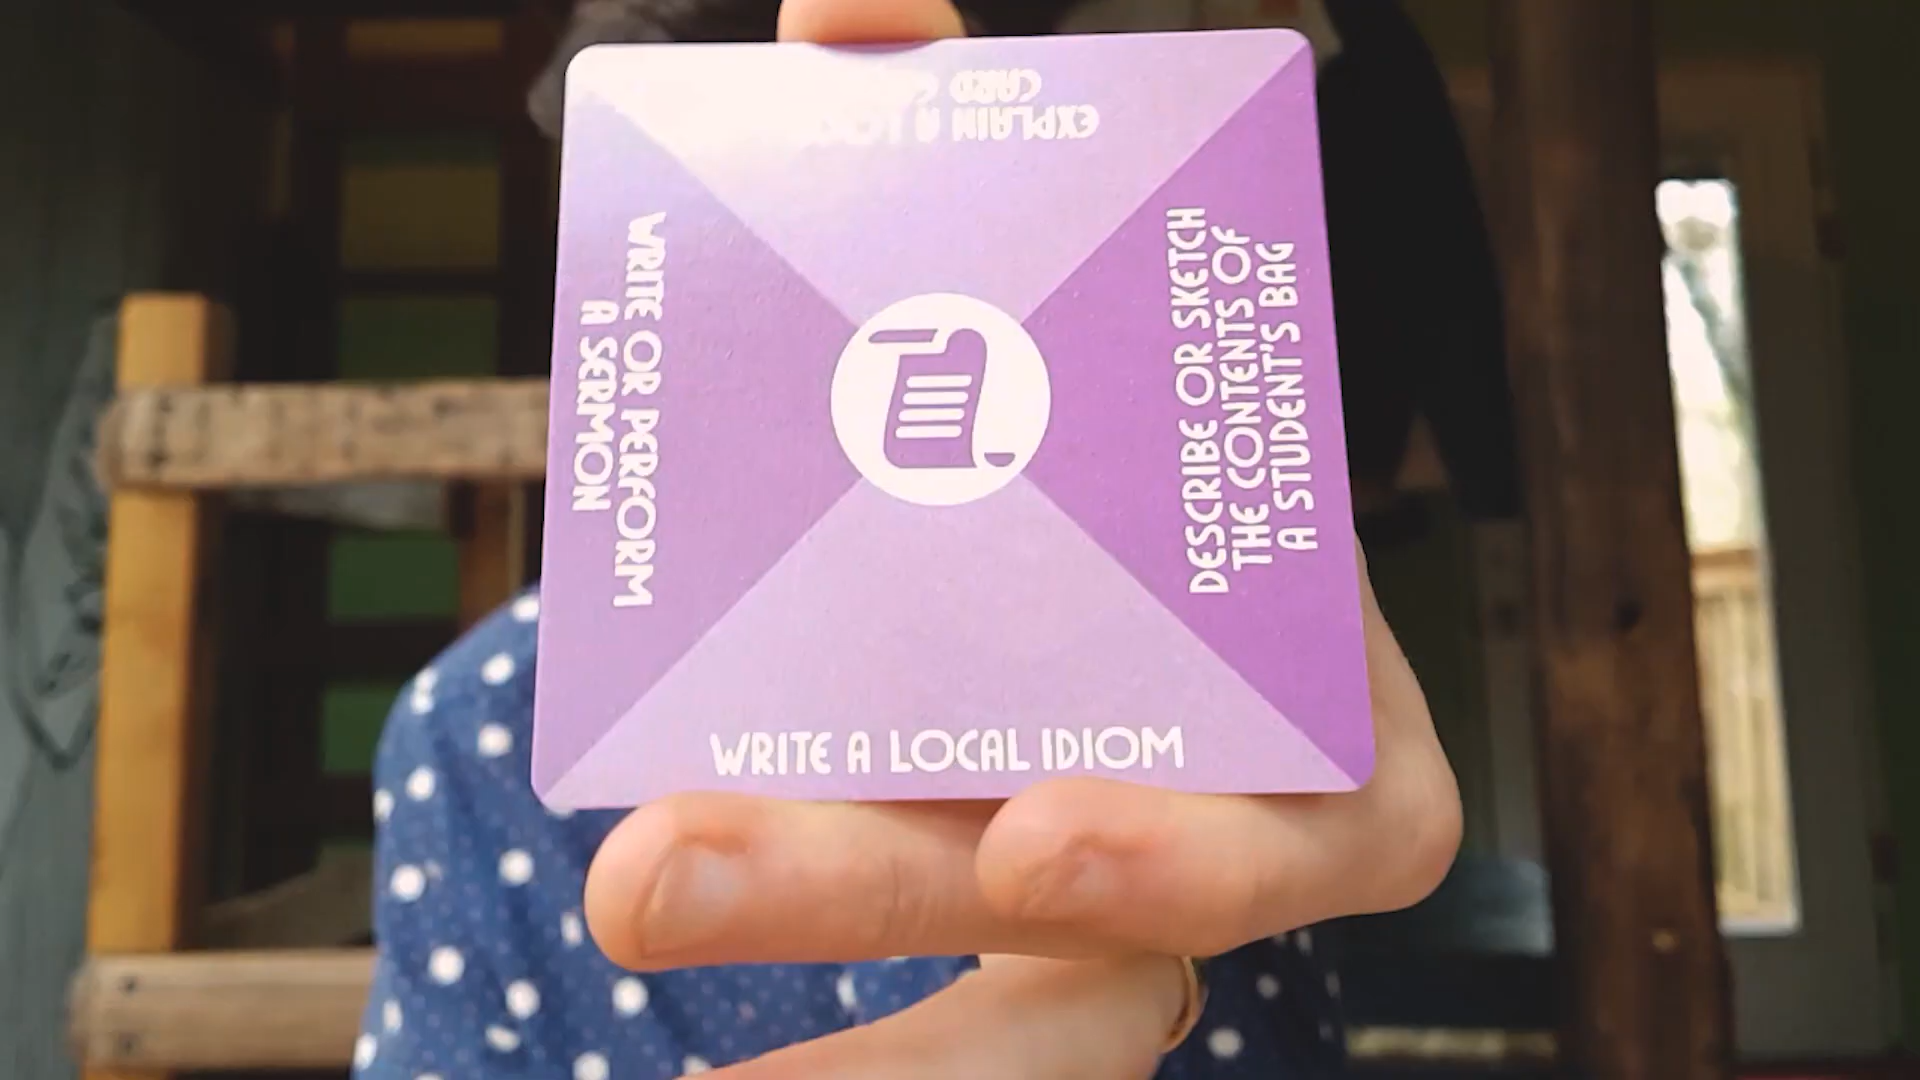 EXPLAIN A
CARD
WRITE OR PERFORM
A SERMON
DESCRIBE OR SKETCH
THE CONTENTS OF
A STUDENT'S BAG
WRITE A LOCAL IDIOM